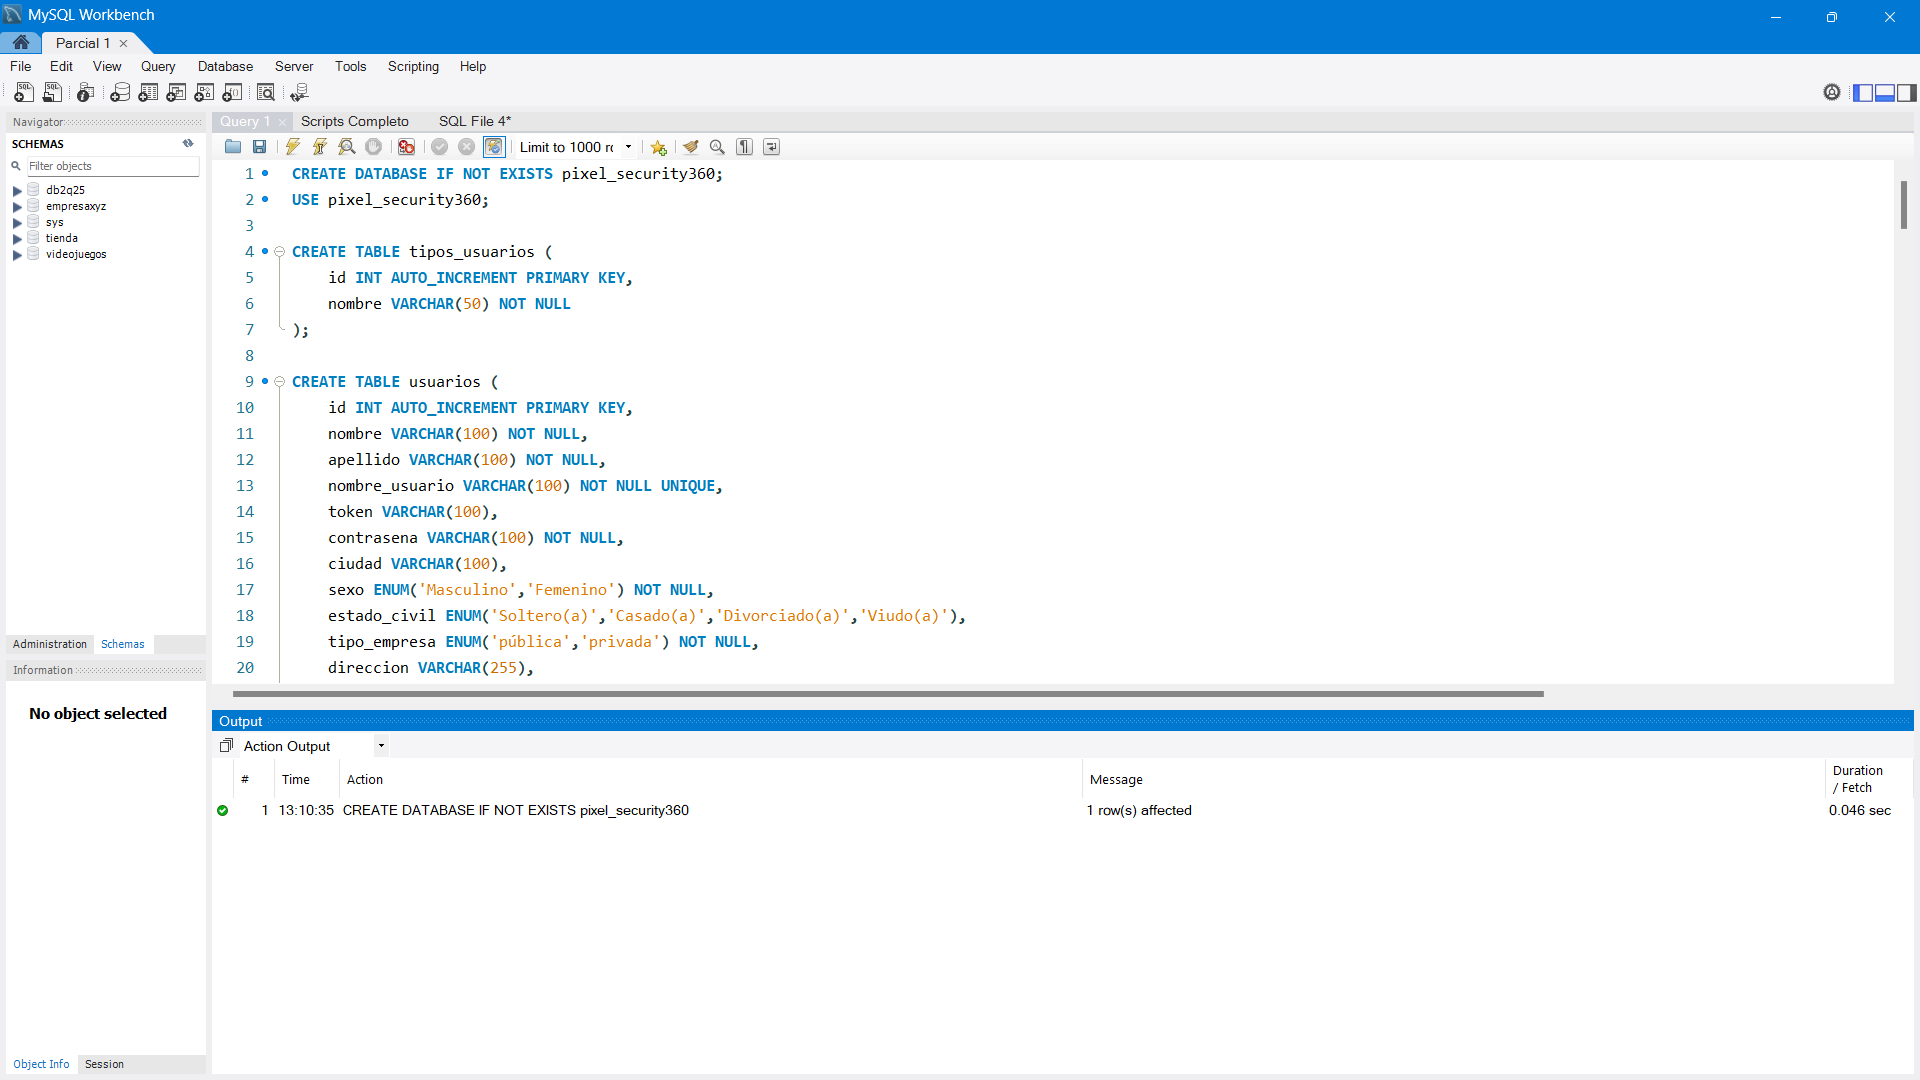 MySQL Workbench
Parcial 1
File Edit View Query Database Server Tools Scripting Help
Navigator
SCHEMAS
Filter objects
db2q25
empresaxyz
sys
tienda
videojuegos
Administration Schemas
Information
No object selected
Object Info Session
Query 1 Scripts Completo SQL File 4*
Limit to 1000 r
1 CREATE DATABASE IF NOT EXISTS pixel_security360;
2 USE pixel_security360;
3
4 CREATE TABLE tipos_usuarios (
5 id INT AUTO_INCREMENT PRIMARY KEY,
6 nombre VARCHAR(50) NOT NULL
7 );
8
9 CREATE TABLE usuarios (
10 id INT AUTO_INCREMENT PRIMARY KEY,
11 nombre VARCHAR(100) NOT NULL,
12 apellido VARCHAR(100) NOT NULL,
13 nombre_usuario VARCHAR(100) NOT NULL UNIQUE,
14 token VARCHAR(100),
15 contrasena VARCHAR(100) NOT NULL,
16 ciudad VARCHAR(100),
17 sexo ENUM('Masculino','Femenino') NOT NULL,
18 estado_civil ENUM('Soltero(a)','Casado(a)','Divorciado(a)','Viudo(a)'),
19 tipo_empresa ENUM('pública','privada') NOT NULL,
20 direccion VARCHAR(255),
Output
Action Output
# Time Action Message Duration / Fetch
1 13:10:35 CREATE DATABASE IF NOT EXISTS pixel_security360 1 row(s) affected 0.046 sec